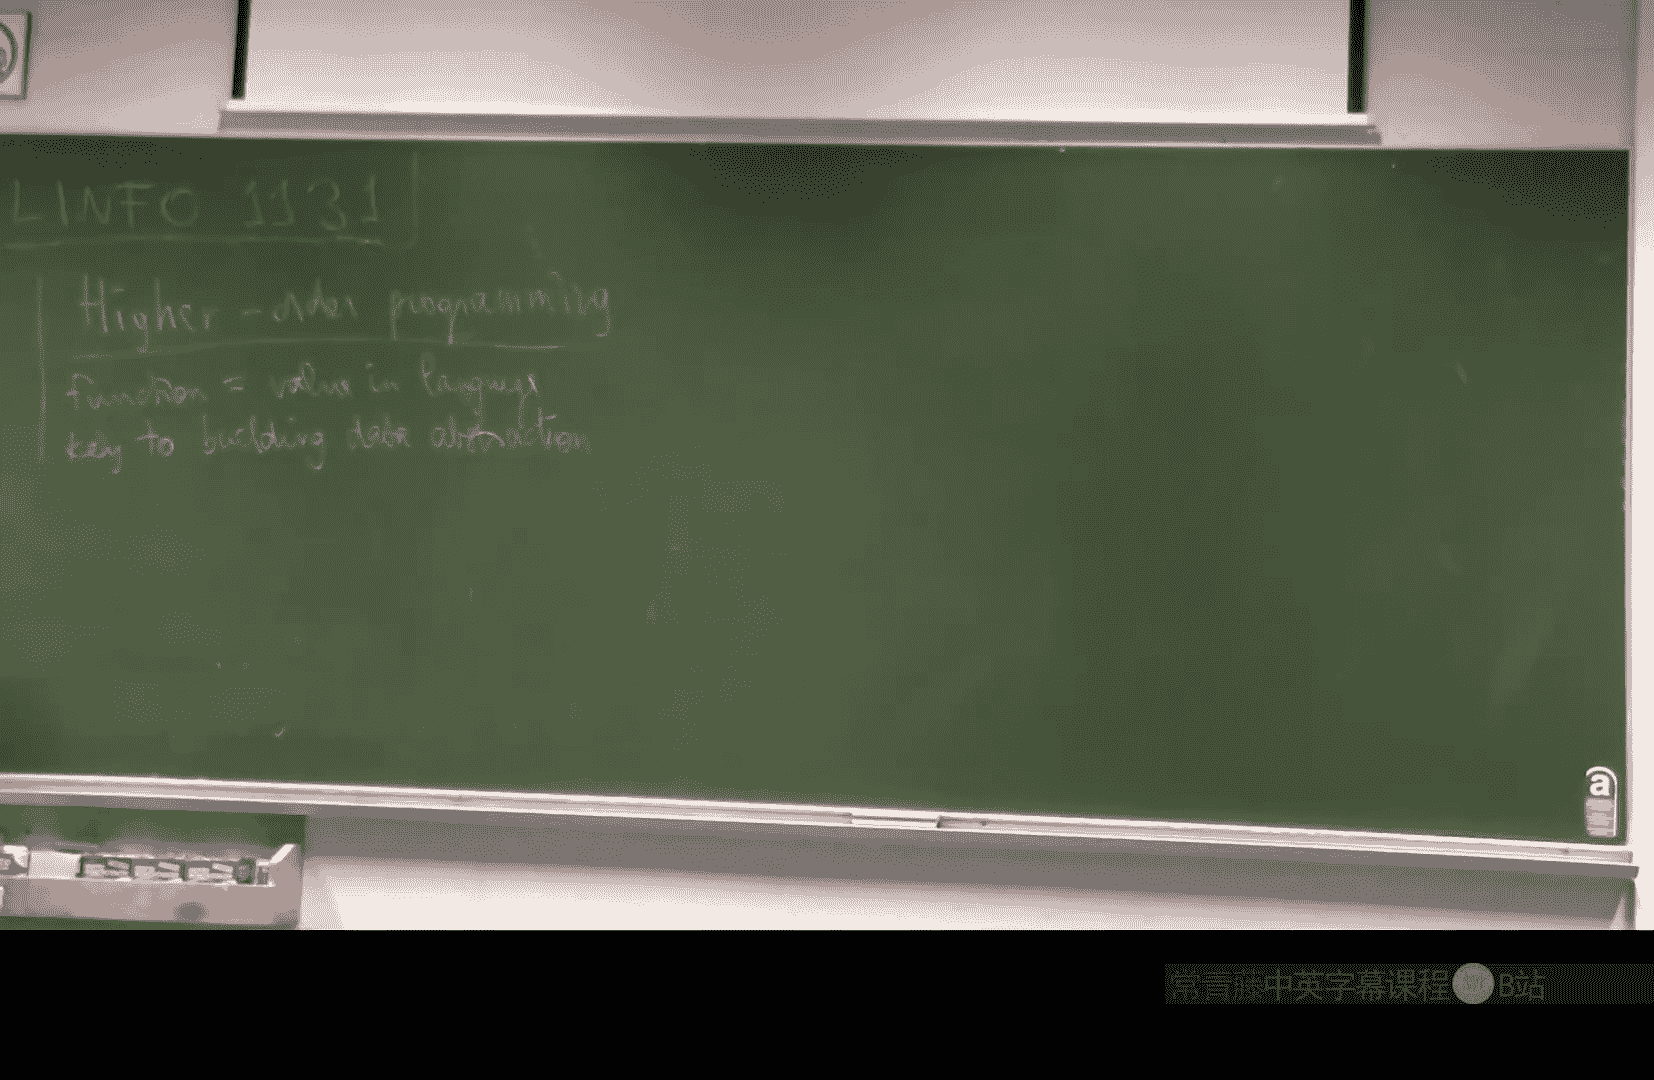 LINFO 1131
Higher-order programming
function = value in language
key to building data abstraction
a
常青藤中英字幕课程 B站